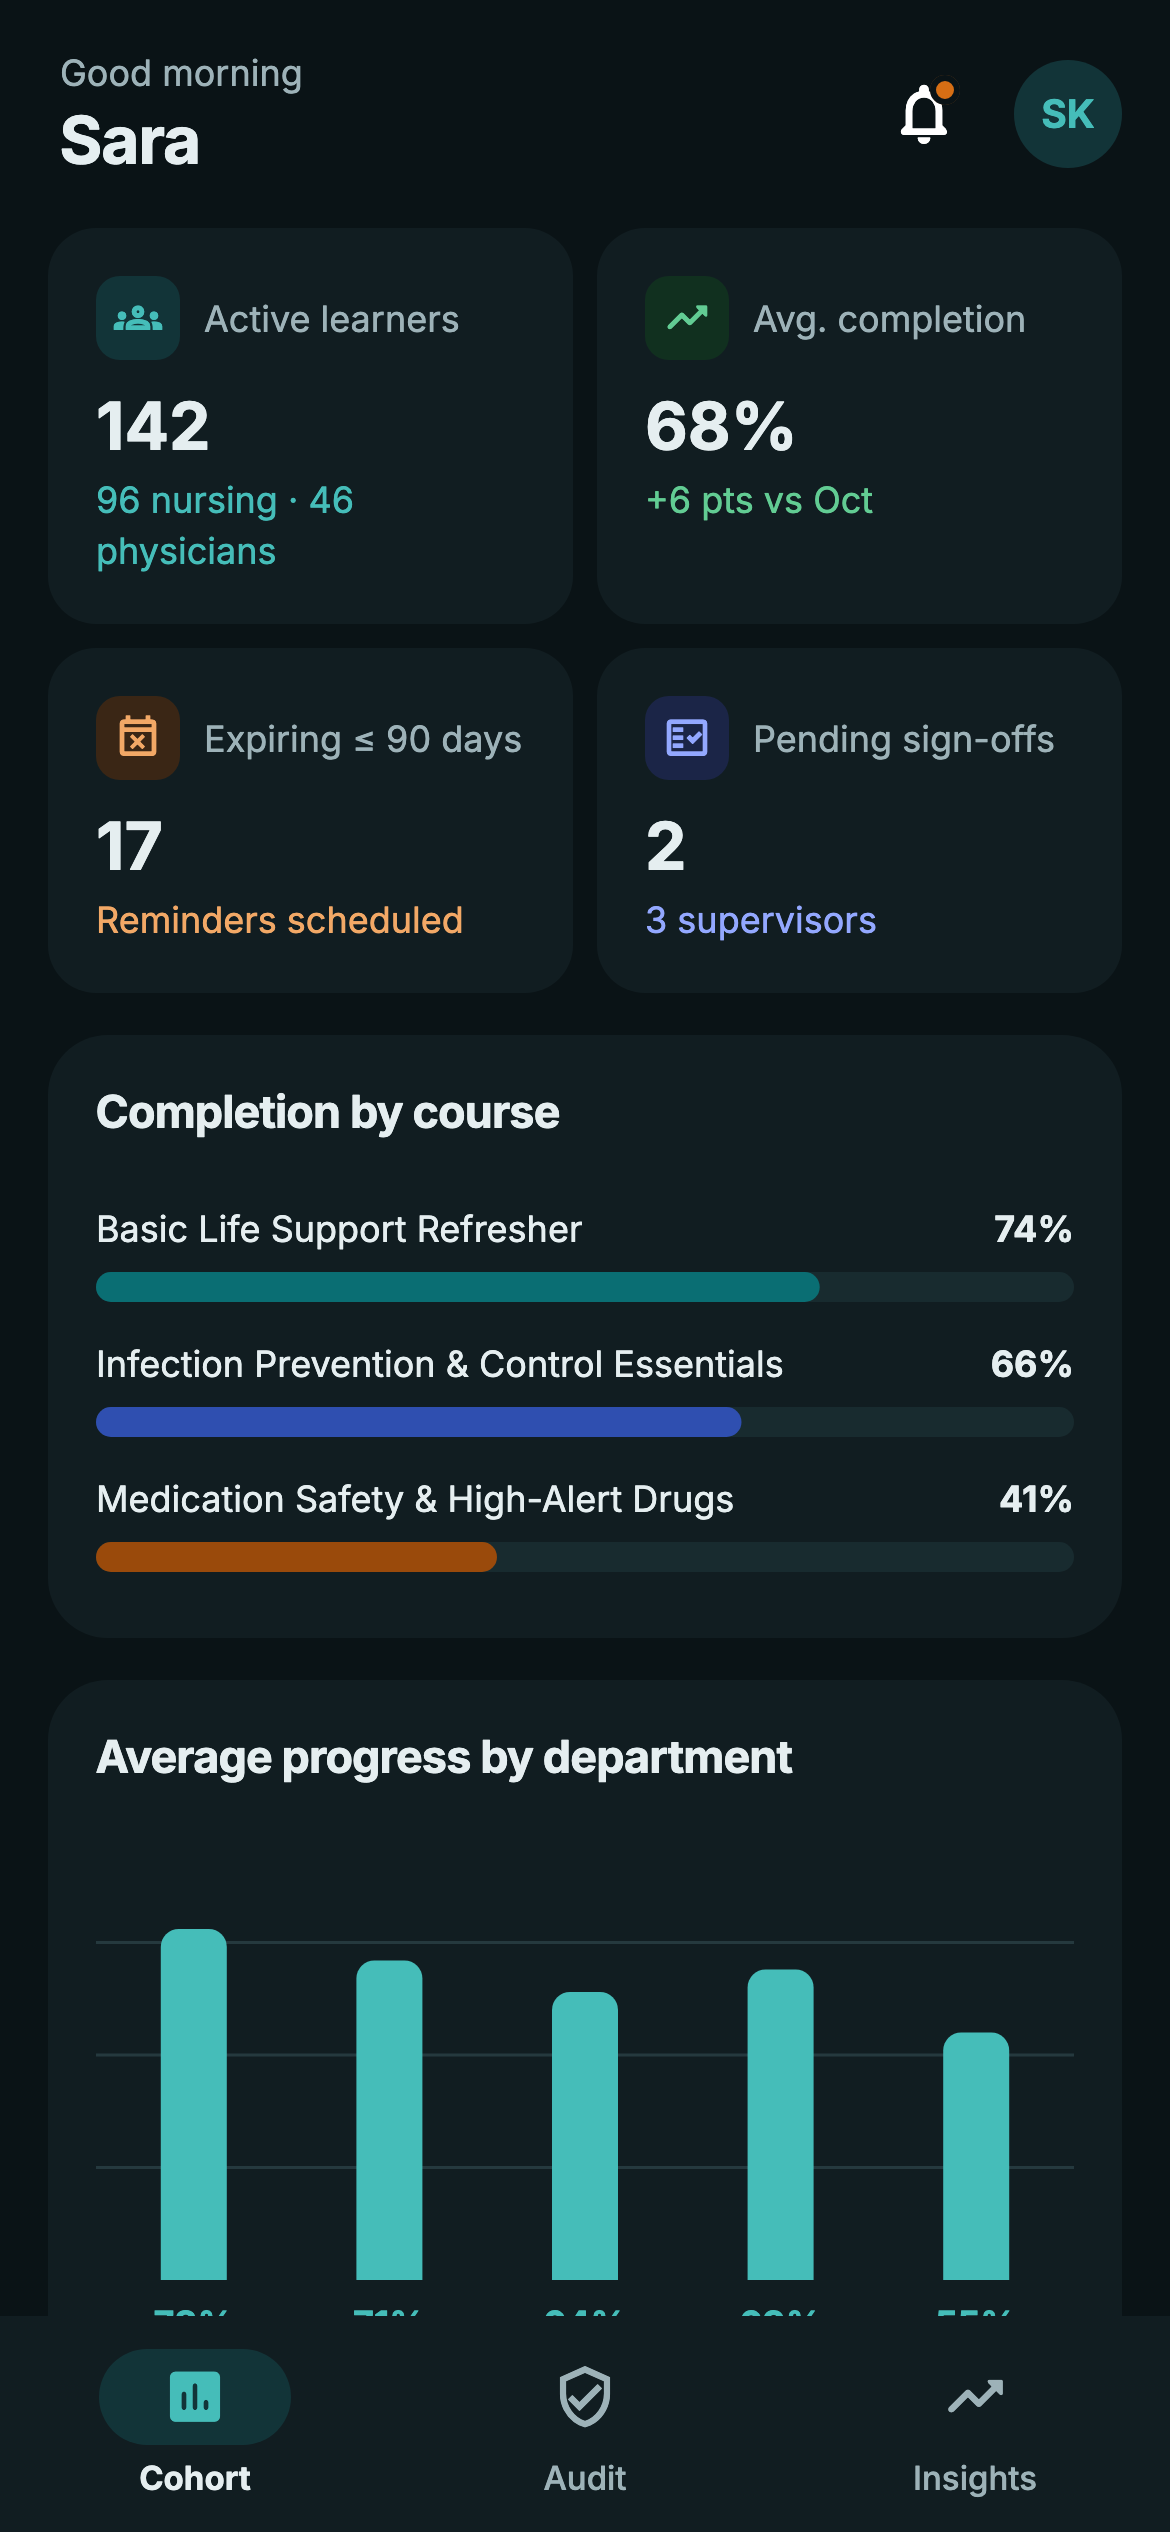 Good morning
Sara
SK
Active learners
142
96 nursing · 46
physicians
Avg. completion
68%
+6 pts vs Oct
Expiring ≤ 90 days
17
Reminders scheduled
Pending sign-offs
2
3 supervisors
Completion by course
Basic Life Support Refresher
74%
Infection Prevention & Control Essentials
66%
Medication Safety & High-Alert Drugs
41%
Average progress by department
Cohort
Audit
Insights